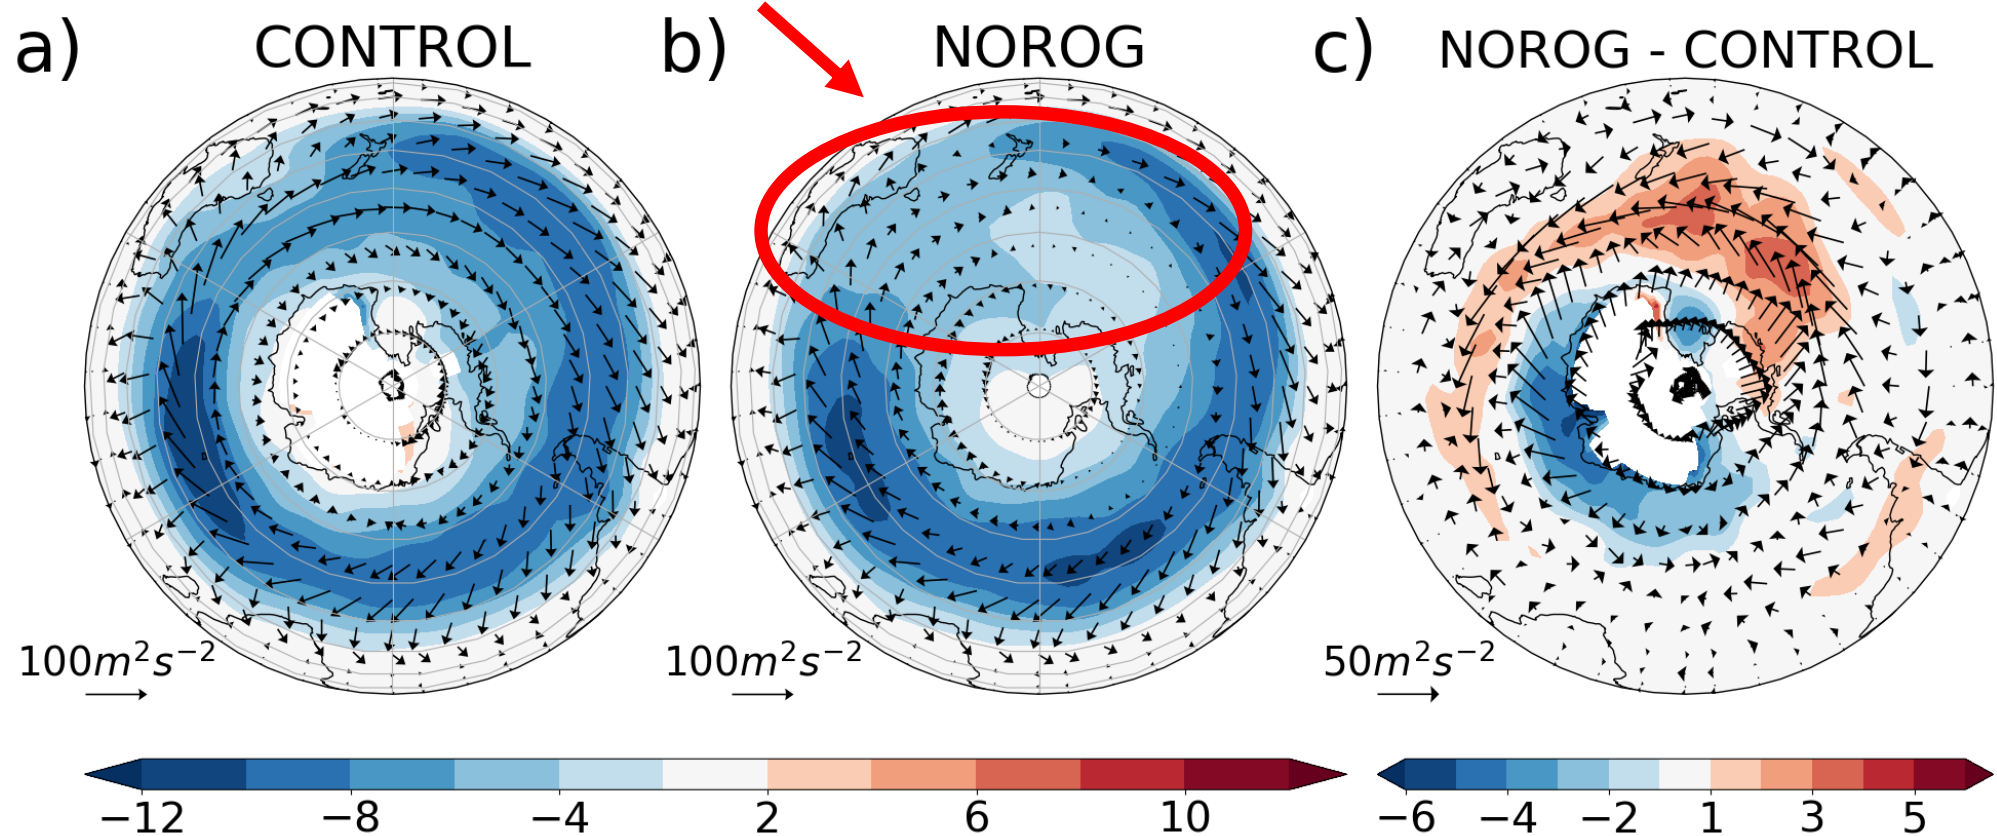 a) CONTROL
b) NOROG
c) NOROG - CONTROL
100m²s⁻²
100m²s⁻²
50m²s⁻²
−12 −8 −4 2 6 10
−6 −4 −2 1 3 5